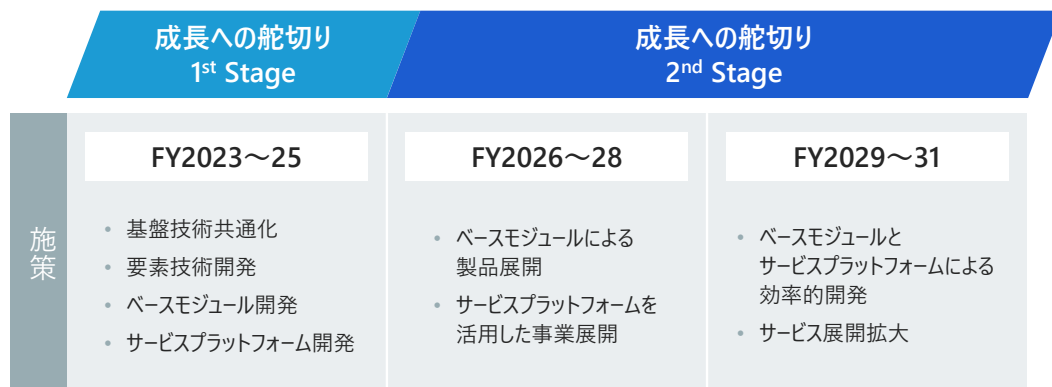 成長への舵切り
1st Stage
成長への舵切り
2nd Stage
施策
FY2023～25
• 基盤技術共通化
• 要素技術開発
• ベースモジュール開発
• サービスプラットフォーム開発
FY2026～28
• ベースモジュールによる
製品展開
• サービスプラットフォームを
活用した事業展開
FY2029～31
• ベースモジュールと
サービスプラットフォームによる
効率的開発
• サービス展開拡大